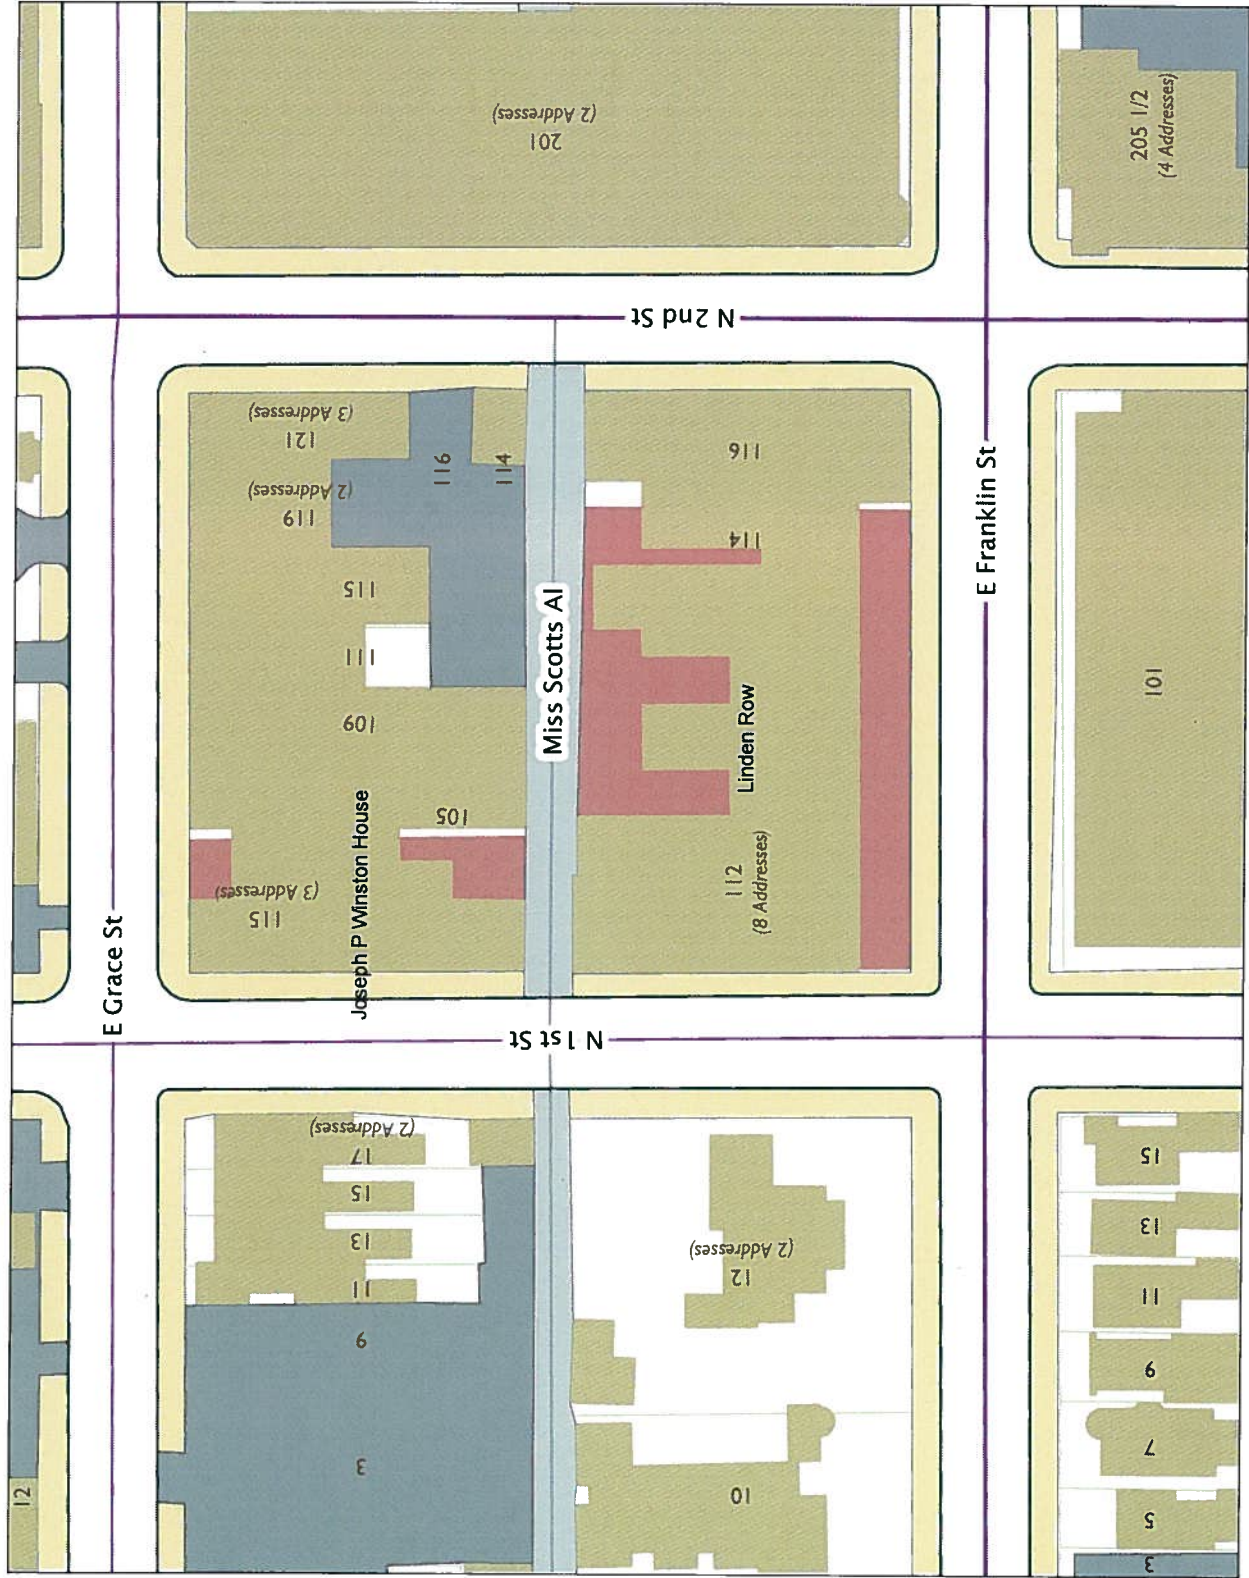 201
(2 Addresses)
205 1/2
(4 Addresses)
N 2nd St
121
(3 Addresses)
119
(2 Addresses)
116
114
116
114
115
111
109
105
Miss Scotts Al
E Franklin St
101
Linden Row
112
(8 Addresses)
Joseph P Winston House
115
(3 Addresses)
E Grace St
N 1st St
17
(2 Addresses)
15
13
11
9
3
12
(2 Addresses)
10
12
15
13
11
9
7
5
3